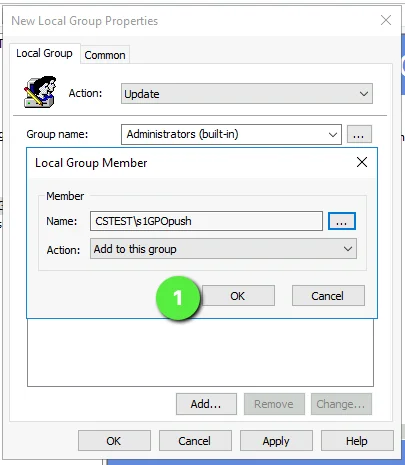 New Local Group Properties
Local Group
Common
Action:
Update
Group name:
Administrators (built-in)
...
Local Group Member
Member
Name:
CSTEST\s1GPOpush
...
Action:
Add to this group
1
OK
Cancel
Add...
Remove
Change...
OK
Cancel
Apply
Help